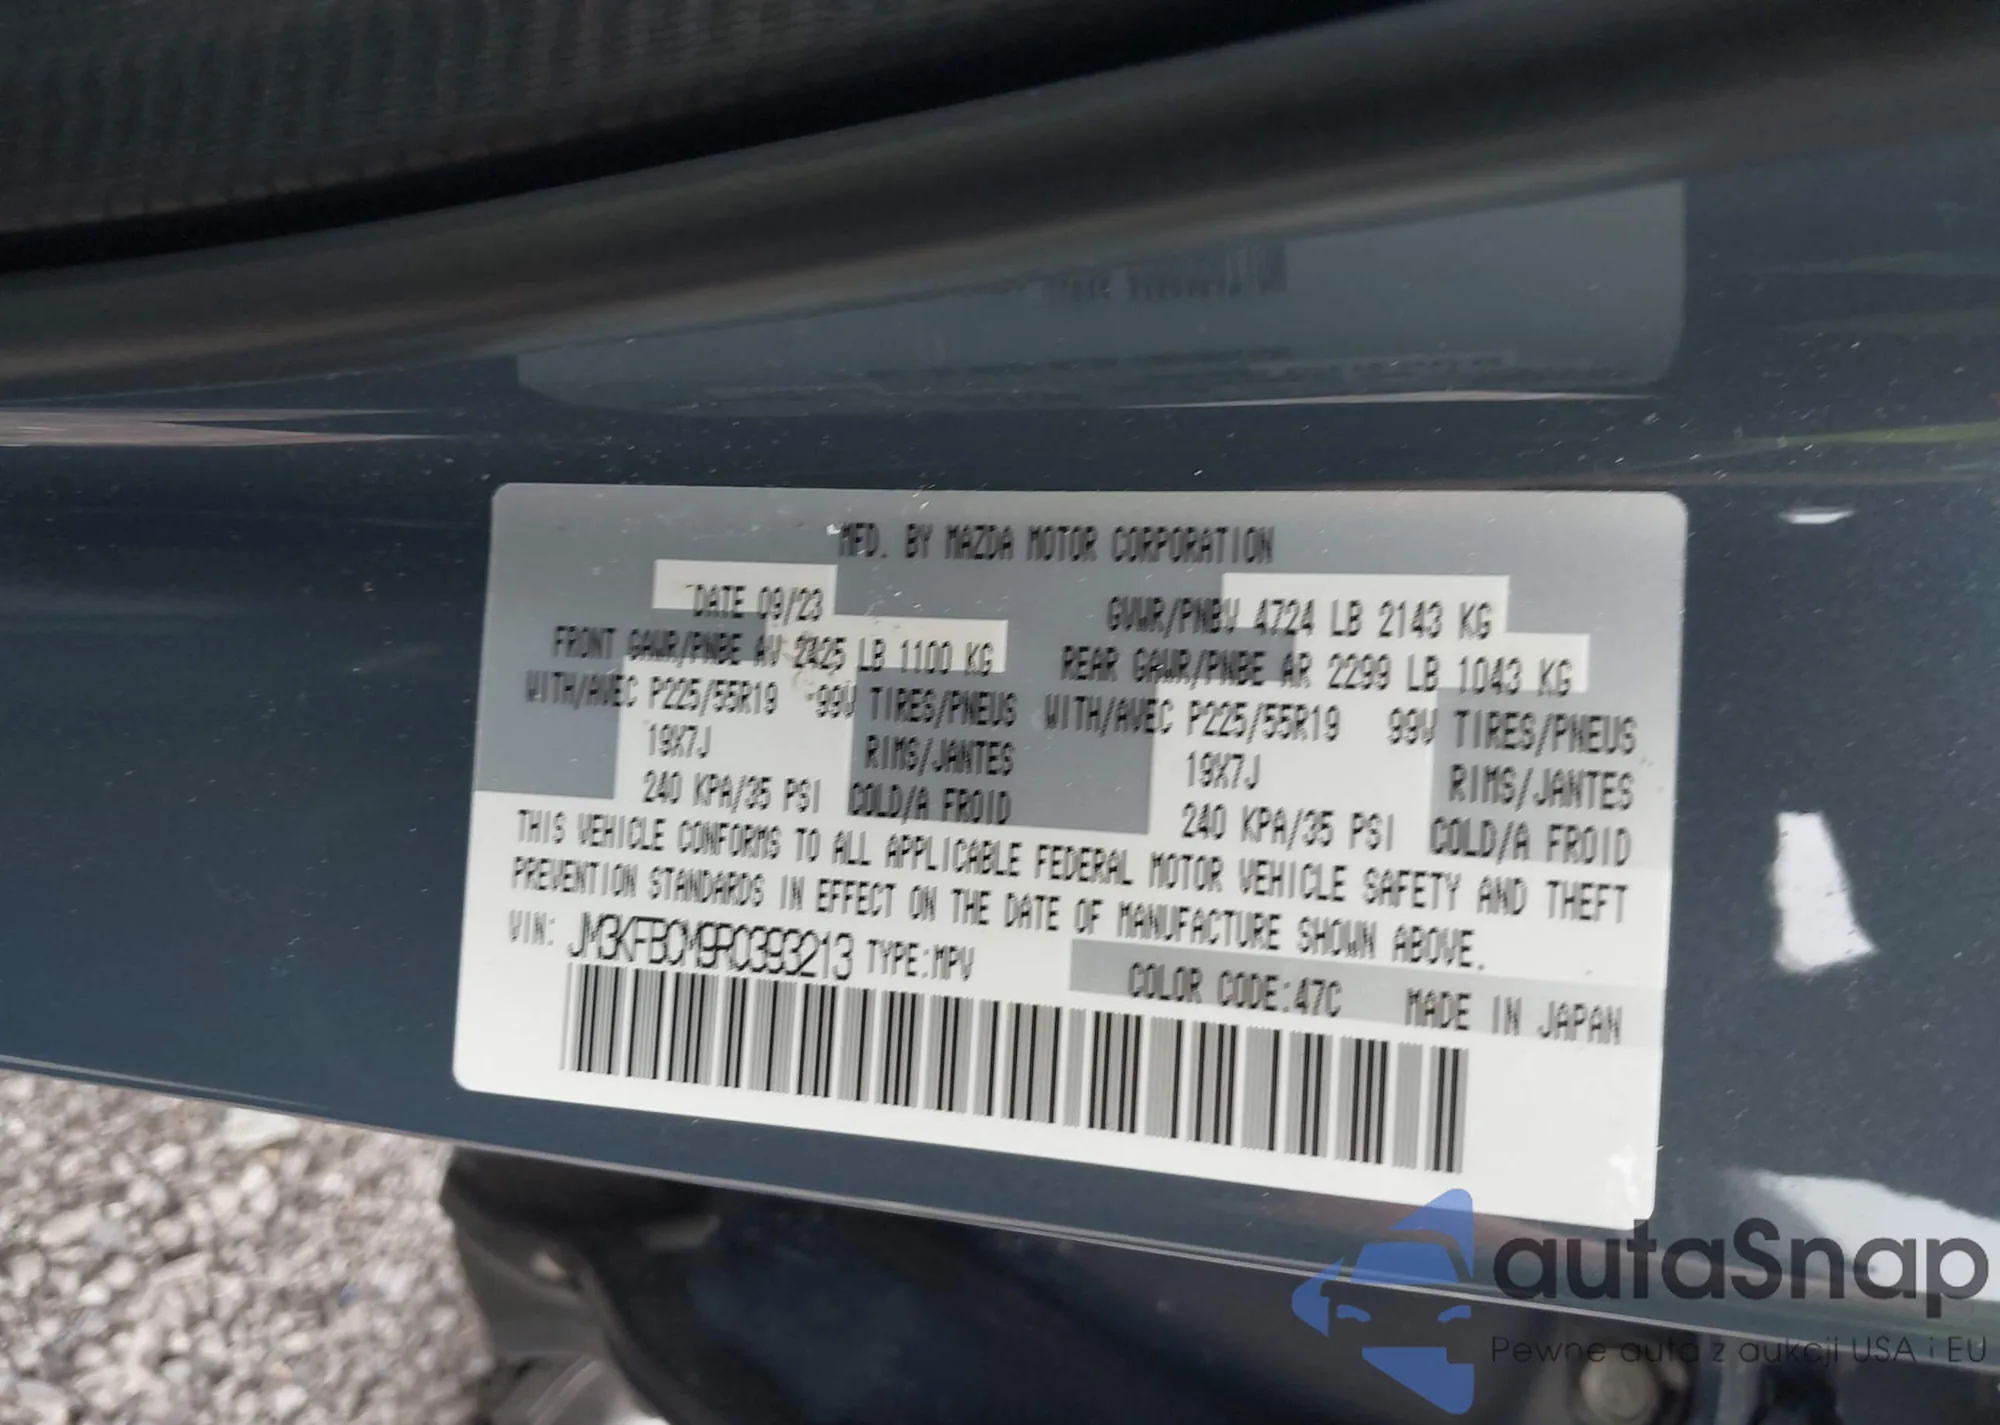 MFD. BY MAZDA MOTOR CORPORATION
DATE 09/23 GVWR/PNBV 4724 LB 2143 KG
FRONT GAWR/PNBE AV 2425 LB 1100 KG REAR GAWR/PNBE AR 2299 LB 1043 KG
WITH/AVEC P225/55R19 99V TIRES/PNEUS WITH/AVEC P225/55R19 99V TIRES/PNEUS
19X7J RIMS/JANTES 19X7J RIMS/JANTES
240 KPA/35 PSI COLD/A FROID 240 KPA/35 PSI COLD/A FROID
THIS VEHICLE CONFORMS TO ALL APPLICABLE FEDERAL MOTOR VEHICLE SAFETY AND THEFT
PREVENTION STANDARDS IN EFFECT ON THE DATE OF MANUFACTURE SHOWN ABOVE.
VIN: JM3KFBCM9R0393213 TYPE:MPV COLOR CODE:47C MADE IN JAPAN
autaSnap
Pewne auta z aukcji USA i EU